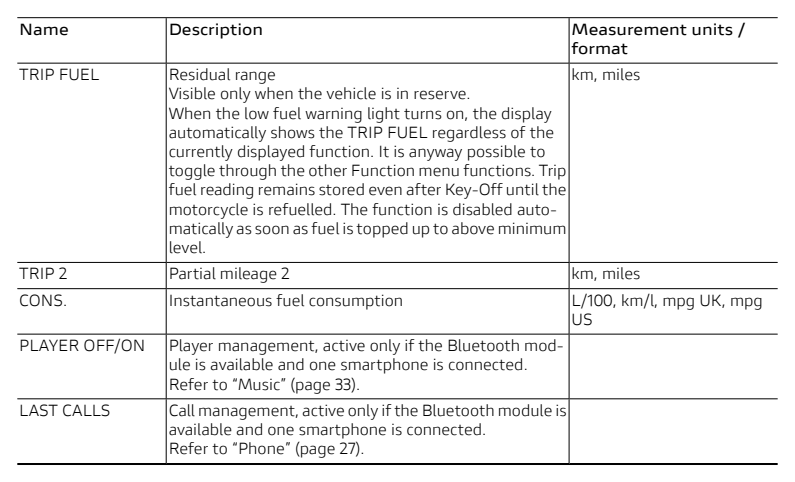 Name Description Measurement units /
format
TRIP FUEL Residual range km, miles
Visible only when the vehicle is in reserve.
When the low fuel warning light turns on, the display
automatically shows the TRIP FUEL regardless of the
currently displayed function. It is anyway possible to
toggle through the other Function menu functions. Trip
fuel reading remains stored even after Key-Off until the
motorcycle is refuelled. The function is disabled auto-
matically as soon as fuel is topped up to above minimum
level.
TRIP 2 Partial mileage 2 km, miles
CONS. Instantaneous fuel consumption L/100, km/l, mpg UK, mpg
US
PLAYER OFF/ON Player management, active only if the Bluetooth mod-
ule is available and one smartphone is connected.
Refer to “Music” (page 33).
LAST CALLS Call management, active only if the Bluetooth module is
available and one smartphone is connected.
Refer to “Phone” (page 27).